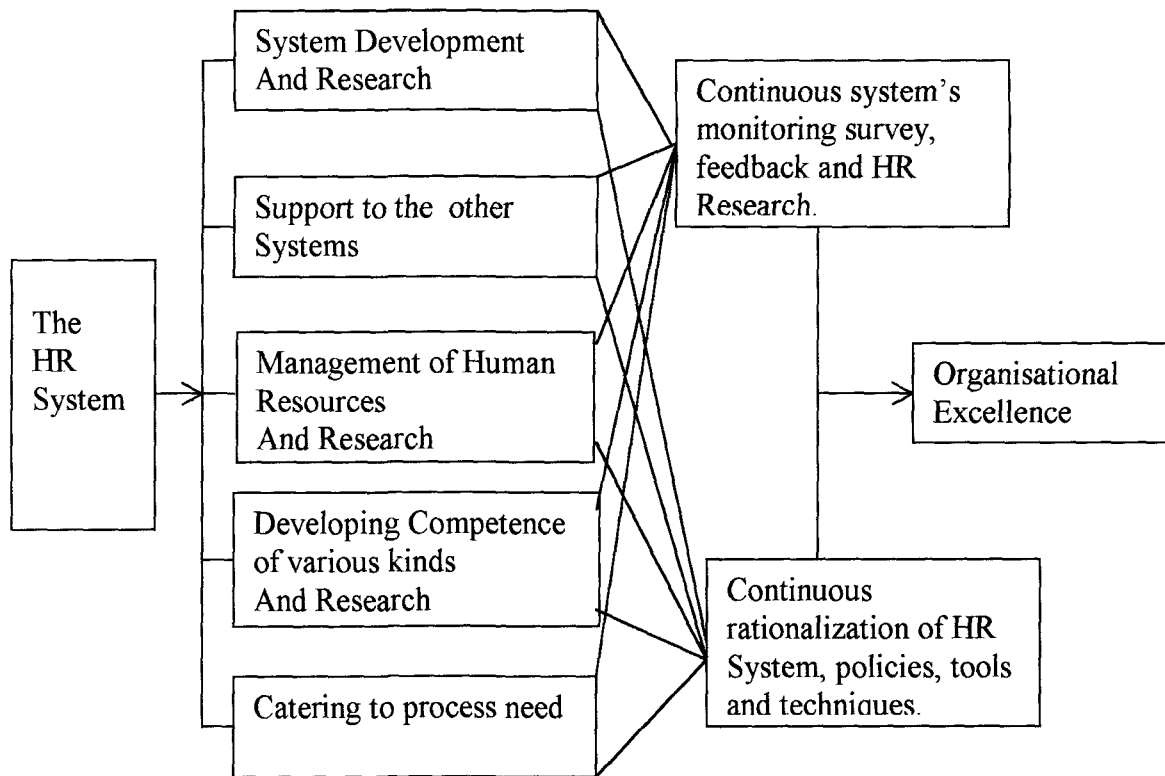 The
HR
System
System Development
And Research
Support to the other
Systems
Management of Human
Resources
And Research
Developing Competence
of various kinds
And Research
Catering to process need
Continuous system's
monitoring survey,
feedback and HR
Research.
Continuous
rationalization of HR
System, policies, tools
and techniques.
Organisational
Excellence